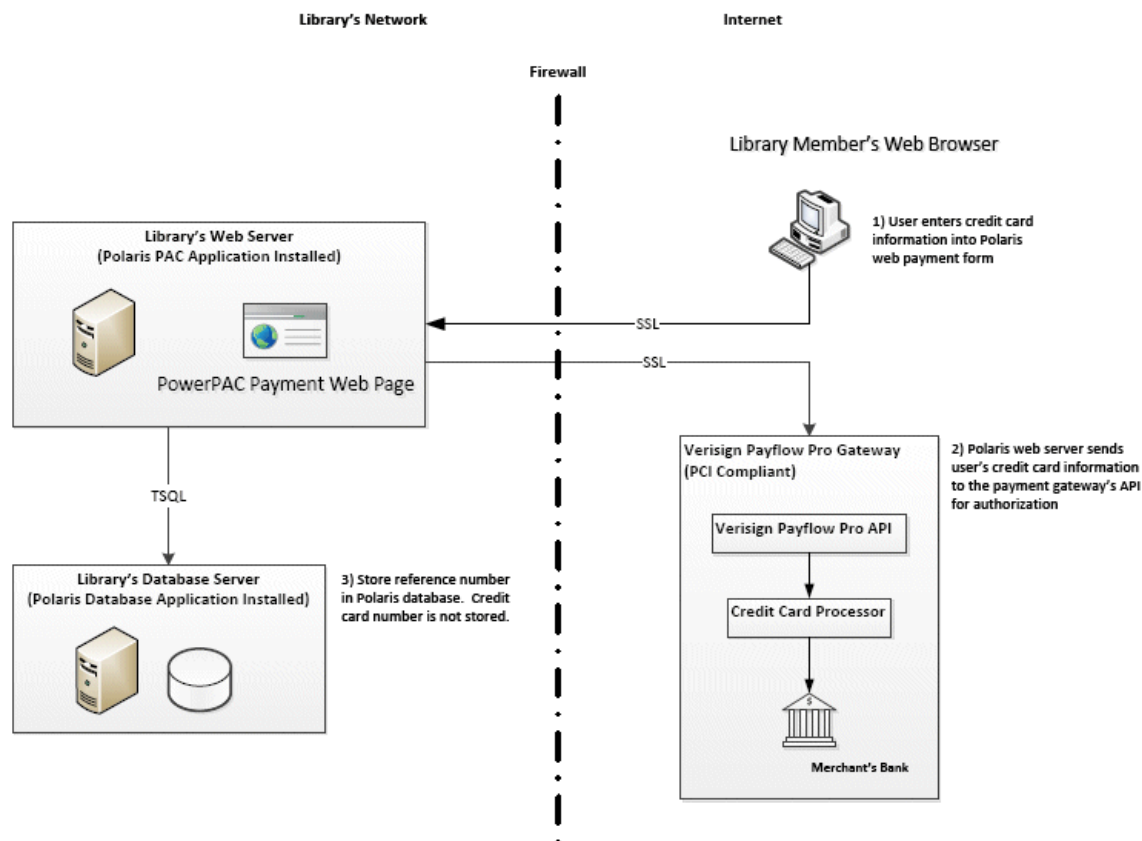 Library's Network
Internet
Firewall
Library Member's Web Browser
1) User enters credit card
information into Polaris
web payment form
Library's Web Server
(Polaris PAC Application Installed)
PowerPAC Payment Web Page
SSL
SSL
TSQL
Verisign Payflow Pro Gateway
(PCI Compliant)
Verisign Payflow Pro API
Credit Card Processor
$
Merchant's Bank
2) Polaris web server sends
user's credit card information
to the payment gateway's API
for authorization
Library's Database Server
(Polaris Database Application Installed)
3) Store reference number
in Polaris database. Credit
card number is not stored.